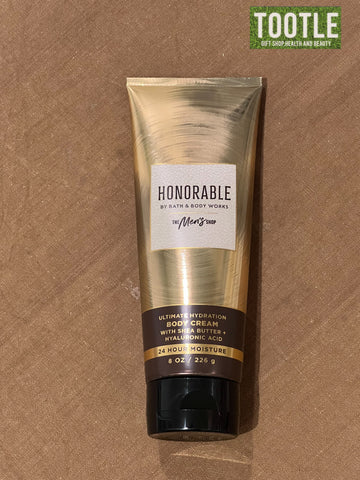 TOOTLE
GIFT SHOP, HEALTH AND BEAUTY
HONORABLE
BY BATH & BODY WORKS
THE Men's SHOP
ULTIMATE HYDRATION
BODY CREAM
WITH SHEA BUTTER +
HYALURONIC ACID
24 HOUR MOISTURE
8 OZ / 226 g